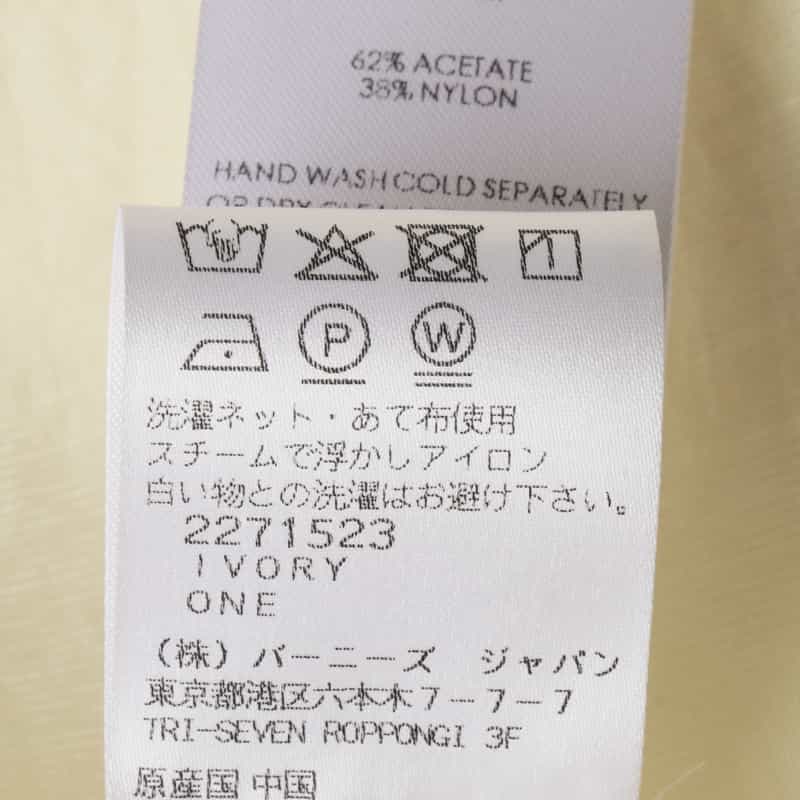 62% ACETATE
38% NYLON
HAND WASH COLD SEPARATELY
OR DRY CLEAN
P
W
洗濯ネット・あて布使用
スチームで浮かしアイロン
白い物との洗濯はお避け下さい。
2271523
IVORY
ONE
(株)バーニーズ ジャパン
東京都港区六本木7-7-7
TRI-SEVEN ROPPONGI 3F
原産国 中国